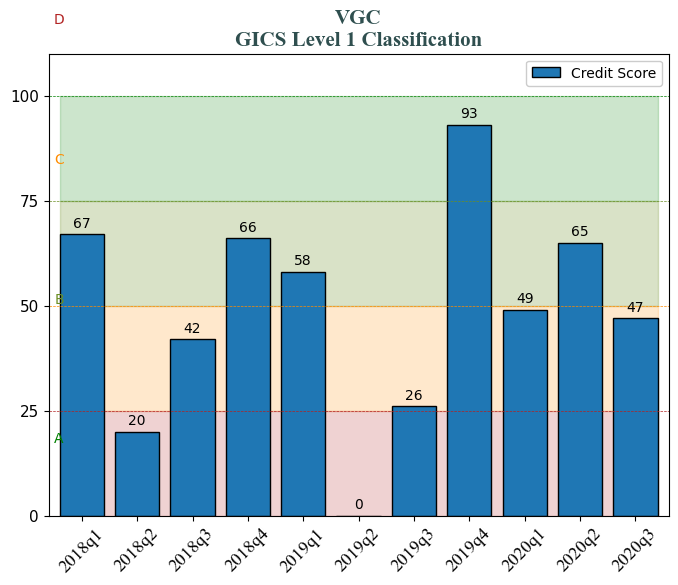 D
VGC
GICS Level 1 Classification
Credit Score
100
93
C
75
67
66
65
58
B
50
49
47
42
26
25
20
A
0
0
2018q1
2018q2
2018q3
2018q4
2019q1
2019q2
2019q3
2019q4
2020q1
2020q2
2020q3